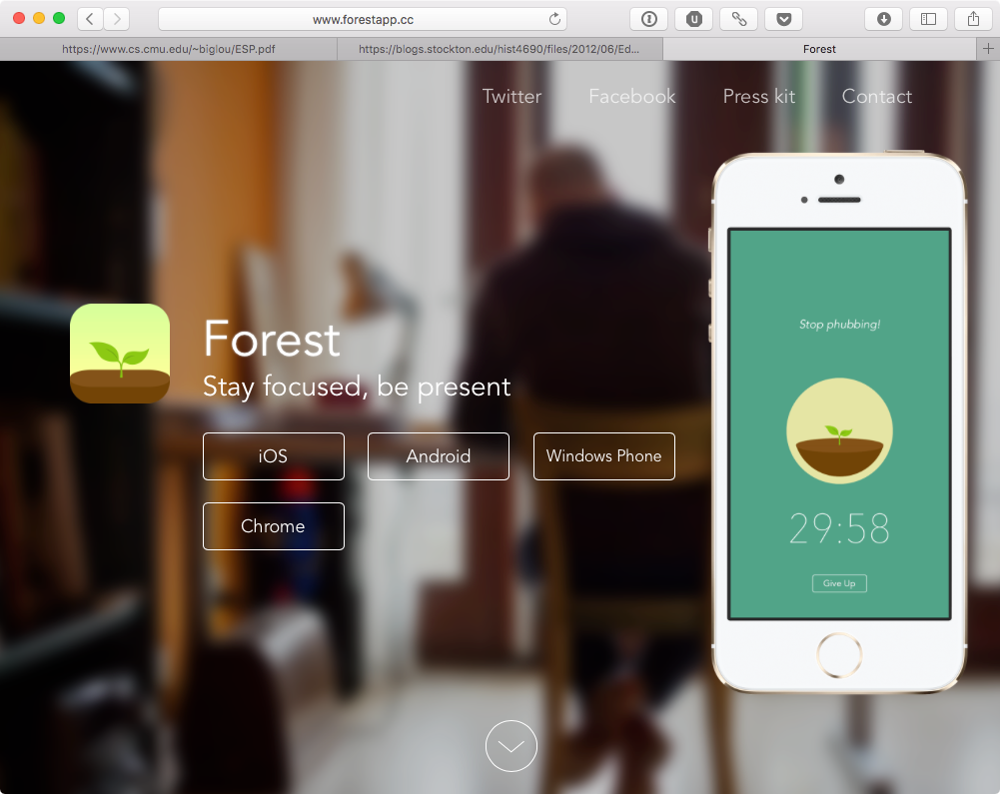 www.forestapp.cc
https://www.cs.cmu.edu/~biglou/ESP.pdf
https://blogs.stockton.edu/hist4690/files/2012/06/Ed...
Forest
Twitter
Facebook
Press kit
Contact
Forest
Stay focused, be present
iOS
Android
Windows Phone
Chrome
Stop phubbing!
29:58
Give Up